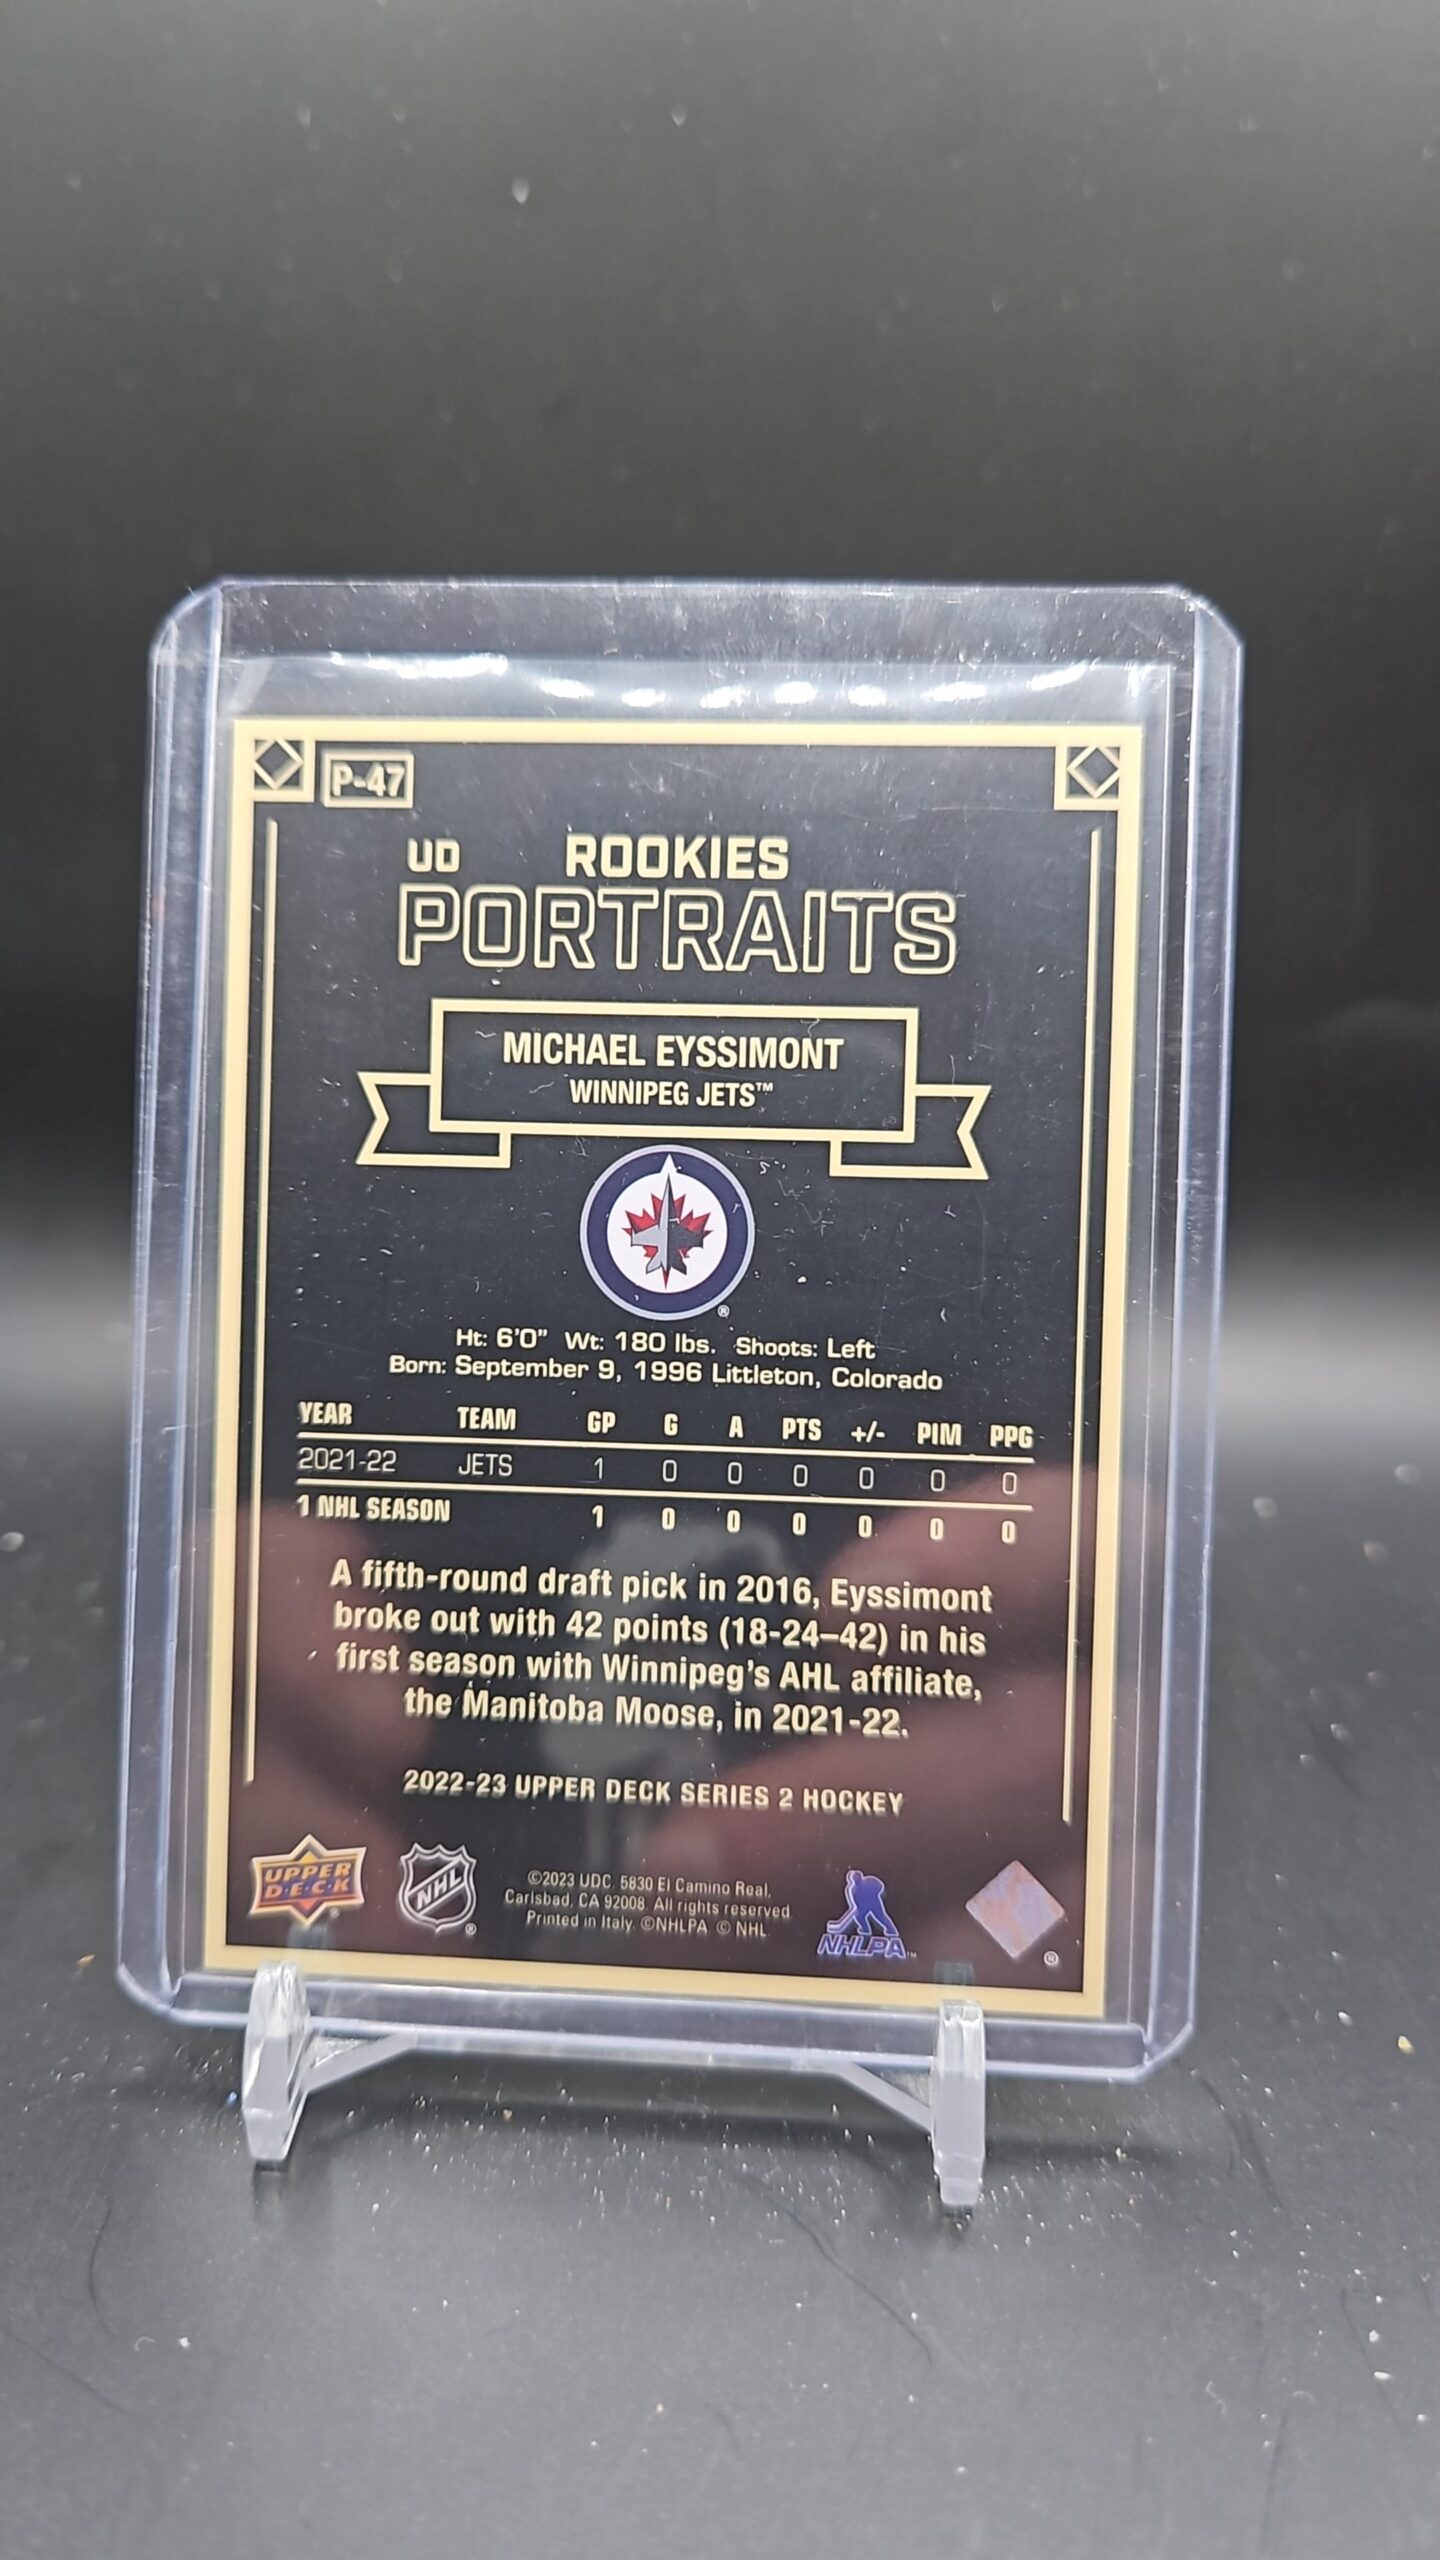 P-47
UD ROOKIES
PORTRAITS
MICHAEL EYSSIMONT
WINNIPEG JETS™
®
Ht: 6'0" Wt: 180 lbs. Shoots: Left
Born: September 9, 1996 Littleton, Colorado
YEAR TEAM GP G A PTS +/- PIM PPG
2021-22 JETS 1 0 0 0 0 0 0
1 NHL SEASON 1 0 0 0 0 0 0
A fifth-round draft pick in 2016, Eyssimont
broke out with 42 points (18-24–42) in his
first season with Winnipeg's AHL affiliate,
the Manitoba Moose, in 2021-22.
2022-23 UPPER DECK SERIES 2 HOCKEY
UPPER
D·E·C·K ®
NHL ®
©2023 UDC. 5830 El Camino Real,
Carlsbad, CA 92008. All rights reserved.
Printed in Italy. ©NHLPA. © NHL.
NHLPA™
®